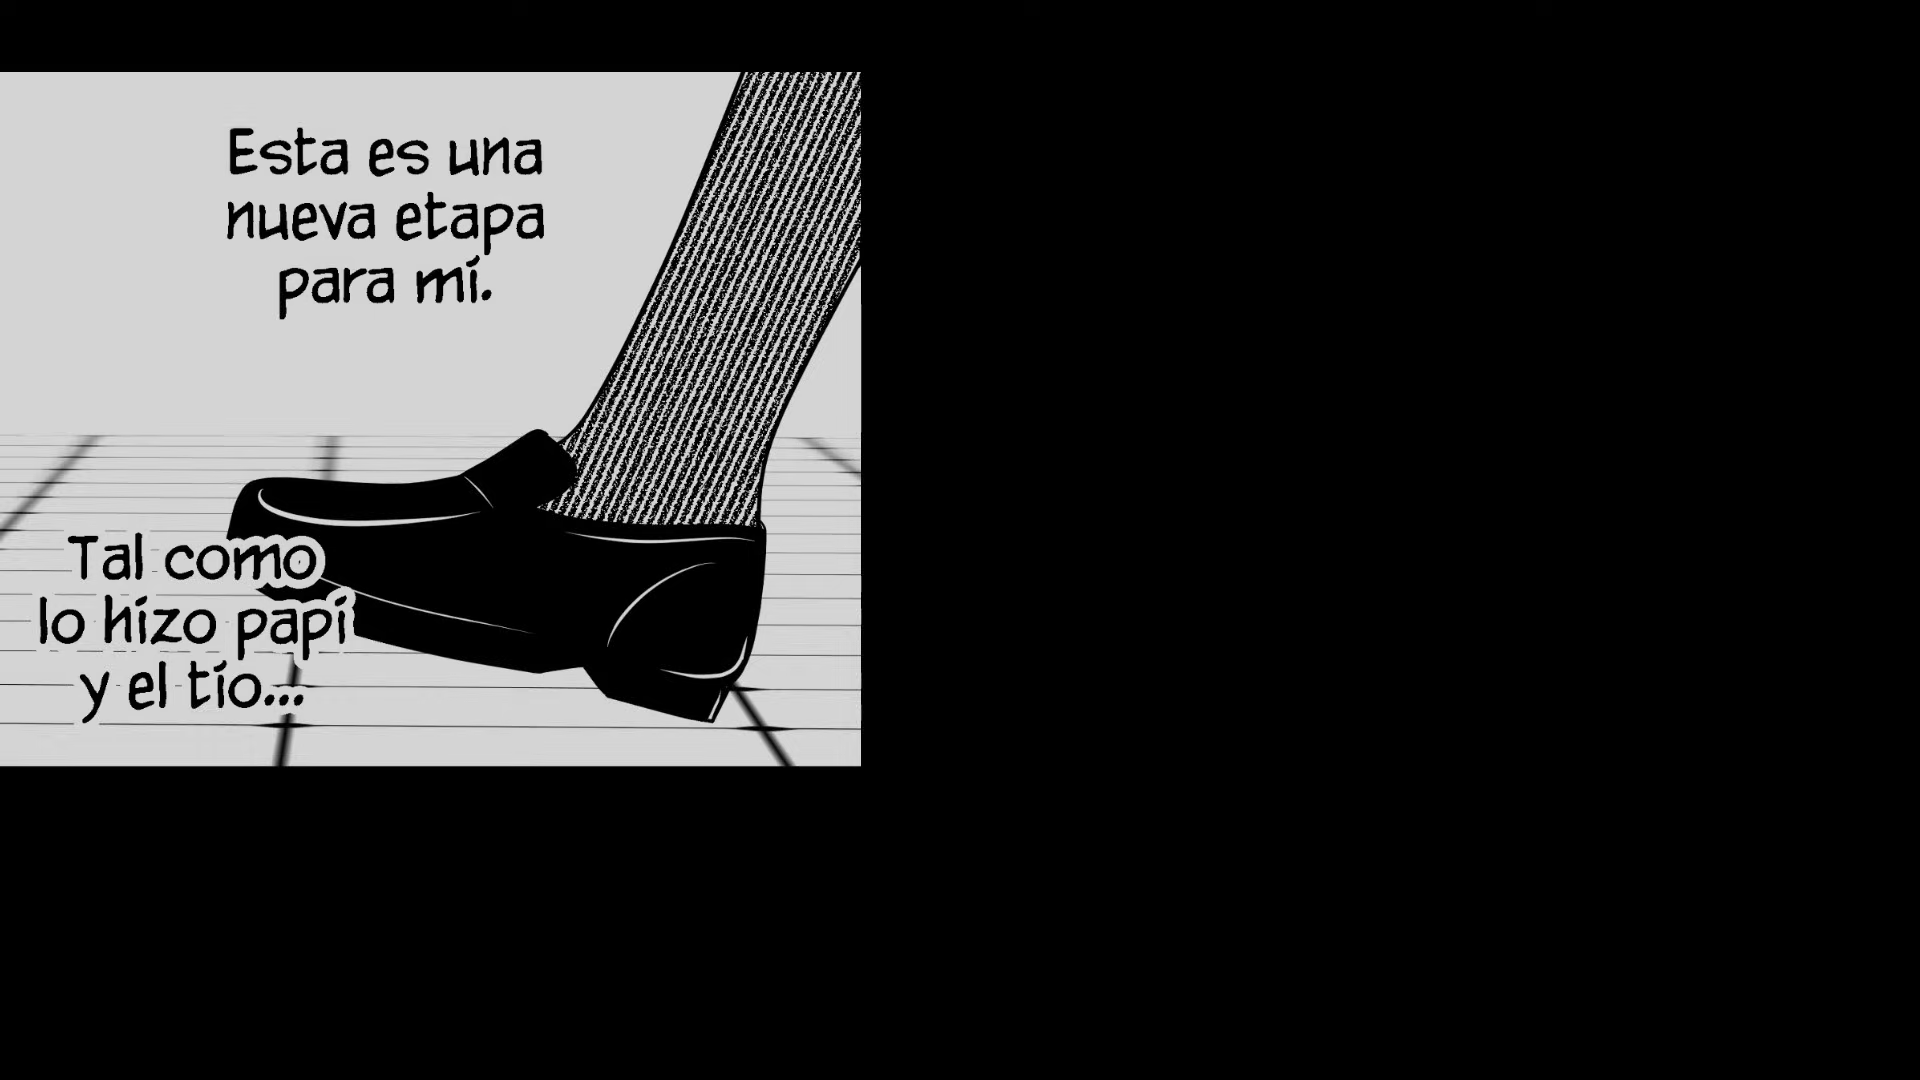 Esta es una
nueva etapa
para mí.
Tal como
lo hizo papi
y el tío...